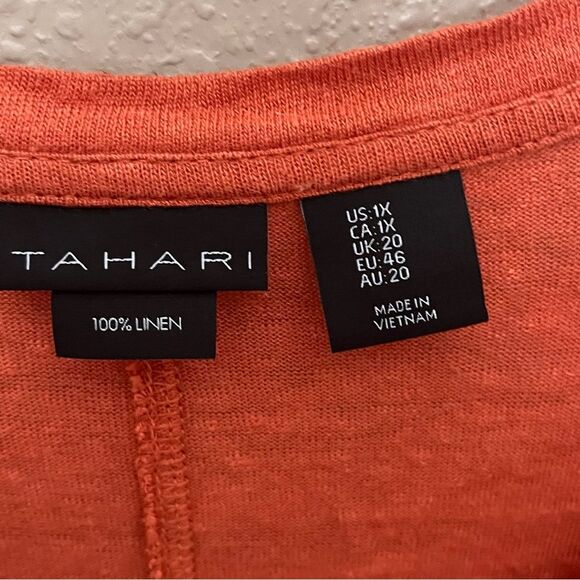 TAHARI
100% LINEN
US:1X
CA:1X
UK:20
EU:46
AU:20
MADE IN
VIETNAM